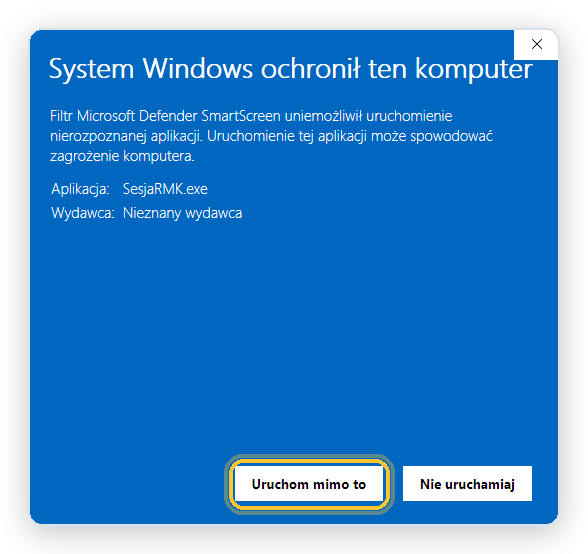 System Windows ochronił ten komputer
Filtr Microsoft Defender SmartScreen uniemożliwił uruchomienie
nierozpoznanej aplikacji. Uruchomienie tej aplikacji może spowodować
zagrożenie komputera.
Aplikacja: SesjaRMK.exe
Wydawca: Nieznany wydawca
Uruchom mimo to Nie uruchamiaj